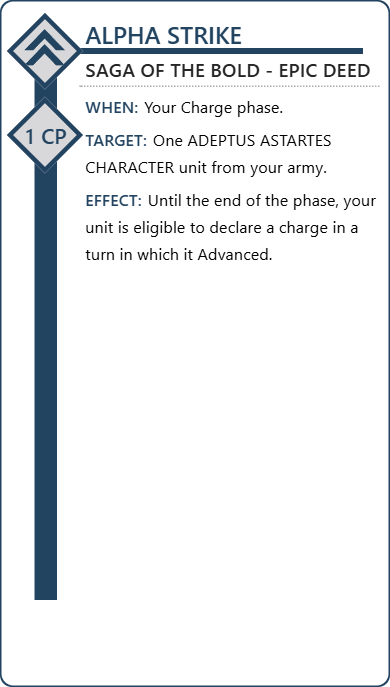 ALPHA STRIKE
SAGA OF THE BOLD - EPIC DEED
WHEN: Your Charge phase.
1 CP
TARGET: One ADEPTUS ASTARTES
CHARACTER unit from your army.
EFFECT: Until the end of the phase, your
unit is eligible to declare a charge in a
turn in which it Advanced.